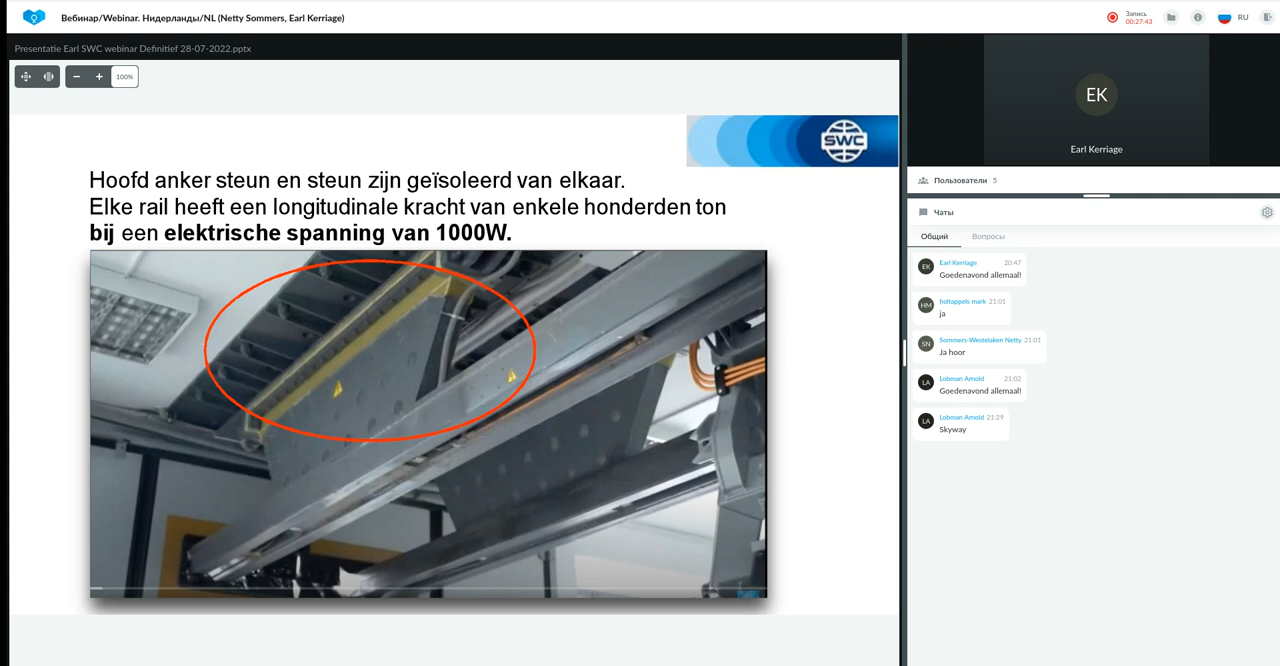 Вебинар/Webinar. Нидерланды/NL (Netty Sommers, Earl Kerriage)
Запись
00:27:43
RU
Presentatie Earl SWC webinar Definitief 28-07-2022.pptx
100%
SWC
Hoofd anker steun en steun zijn geïsoleerd van elkaar.
Elke rail heeft een longitudinale kracht van enkele honderden ton
bij een elektrische spanning van 1000W.
EK
Earl Kerriage
Пользователи 5
Чаты
Общий Вопросы
EK Earl Kerriage 20:47
Goedenavond allemaal!
HM holtappels mark 21:01
ja
SN Sommers-Westelaken Netty 21:01
Ja hoor
LA Lobman Arnold 21:02
Goedenavond allemaal!
LA Lobman Arnold 21:29
Skyway